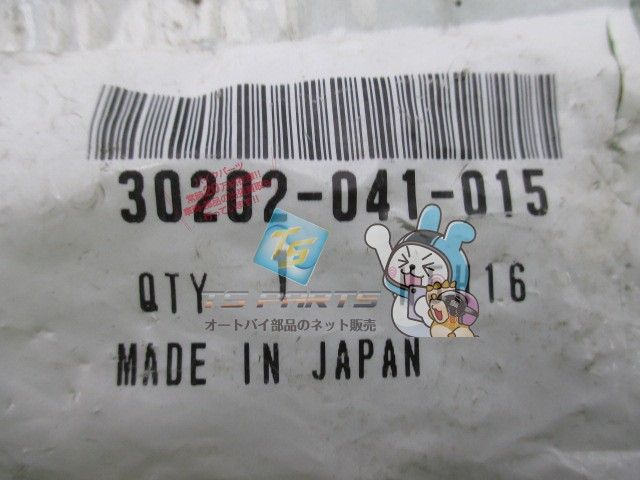 30202-041-015
QTY 1 16
TS PARTS
オートバイ部品のネット販売
MADE IN JAPAN